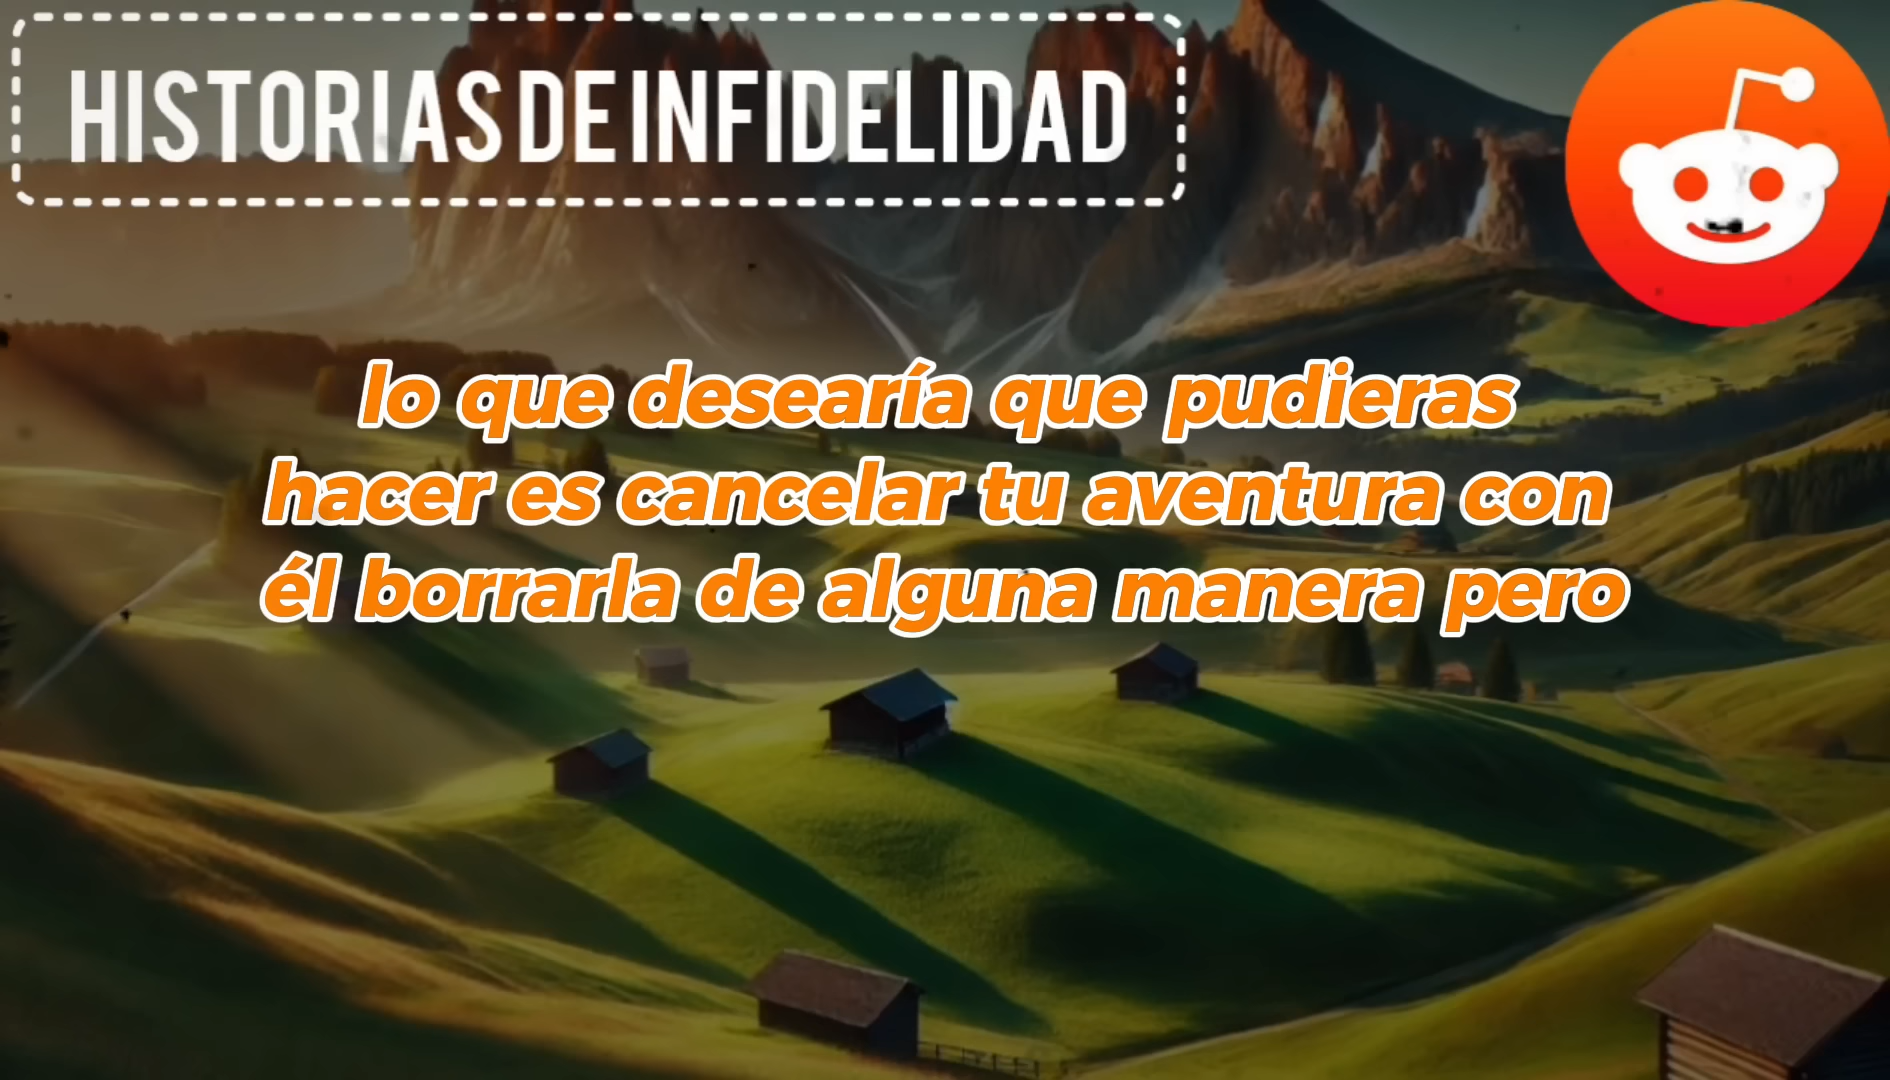 HISTORIAS DE INFIDELIDAD
lo que desearía que pudieras
hacer es cancelar tu aventura con
él borrarla de alguna manera pero